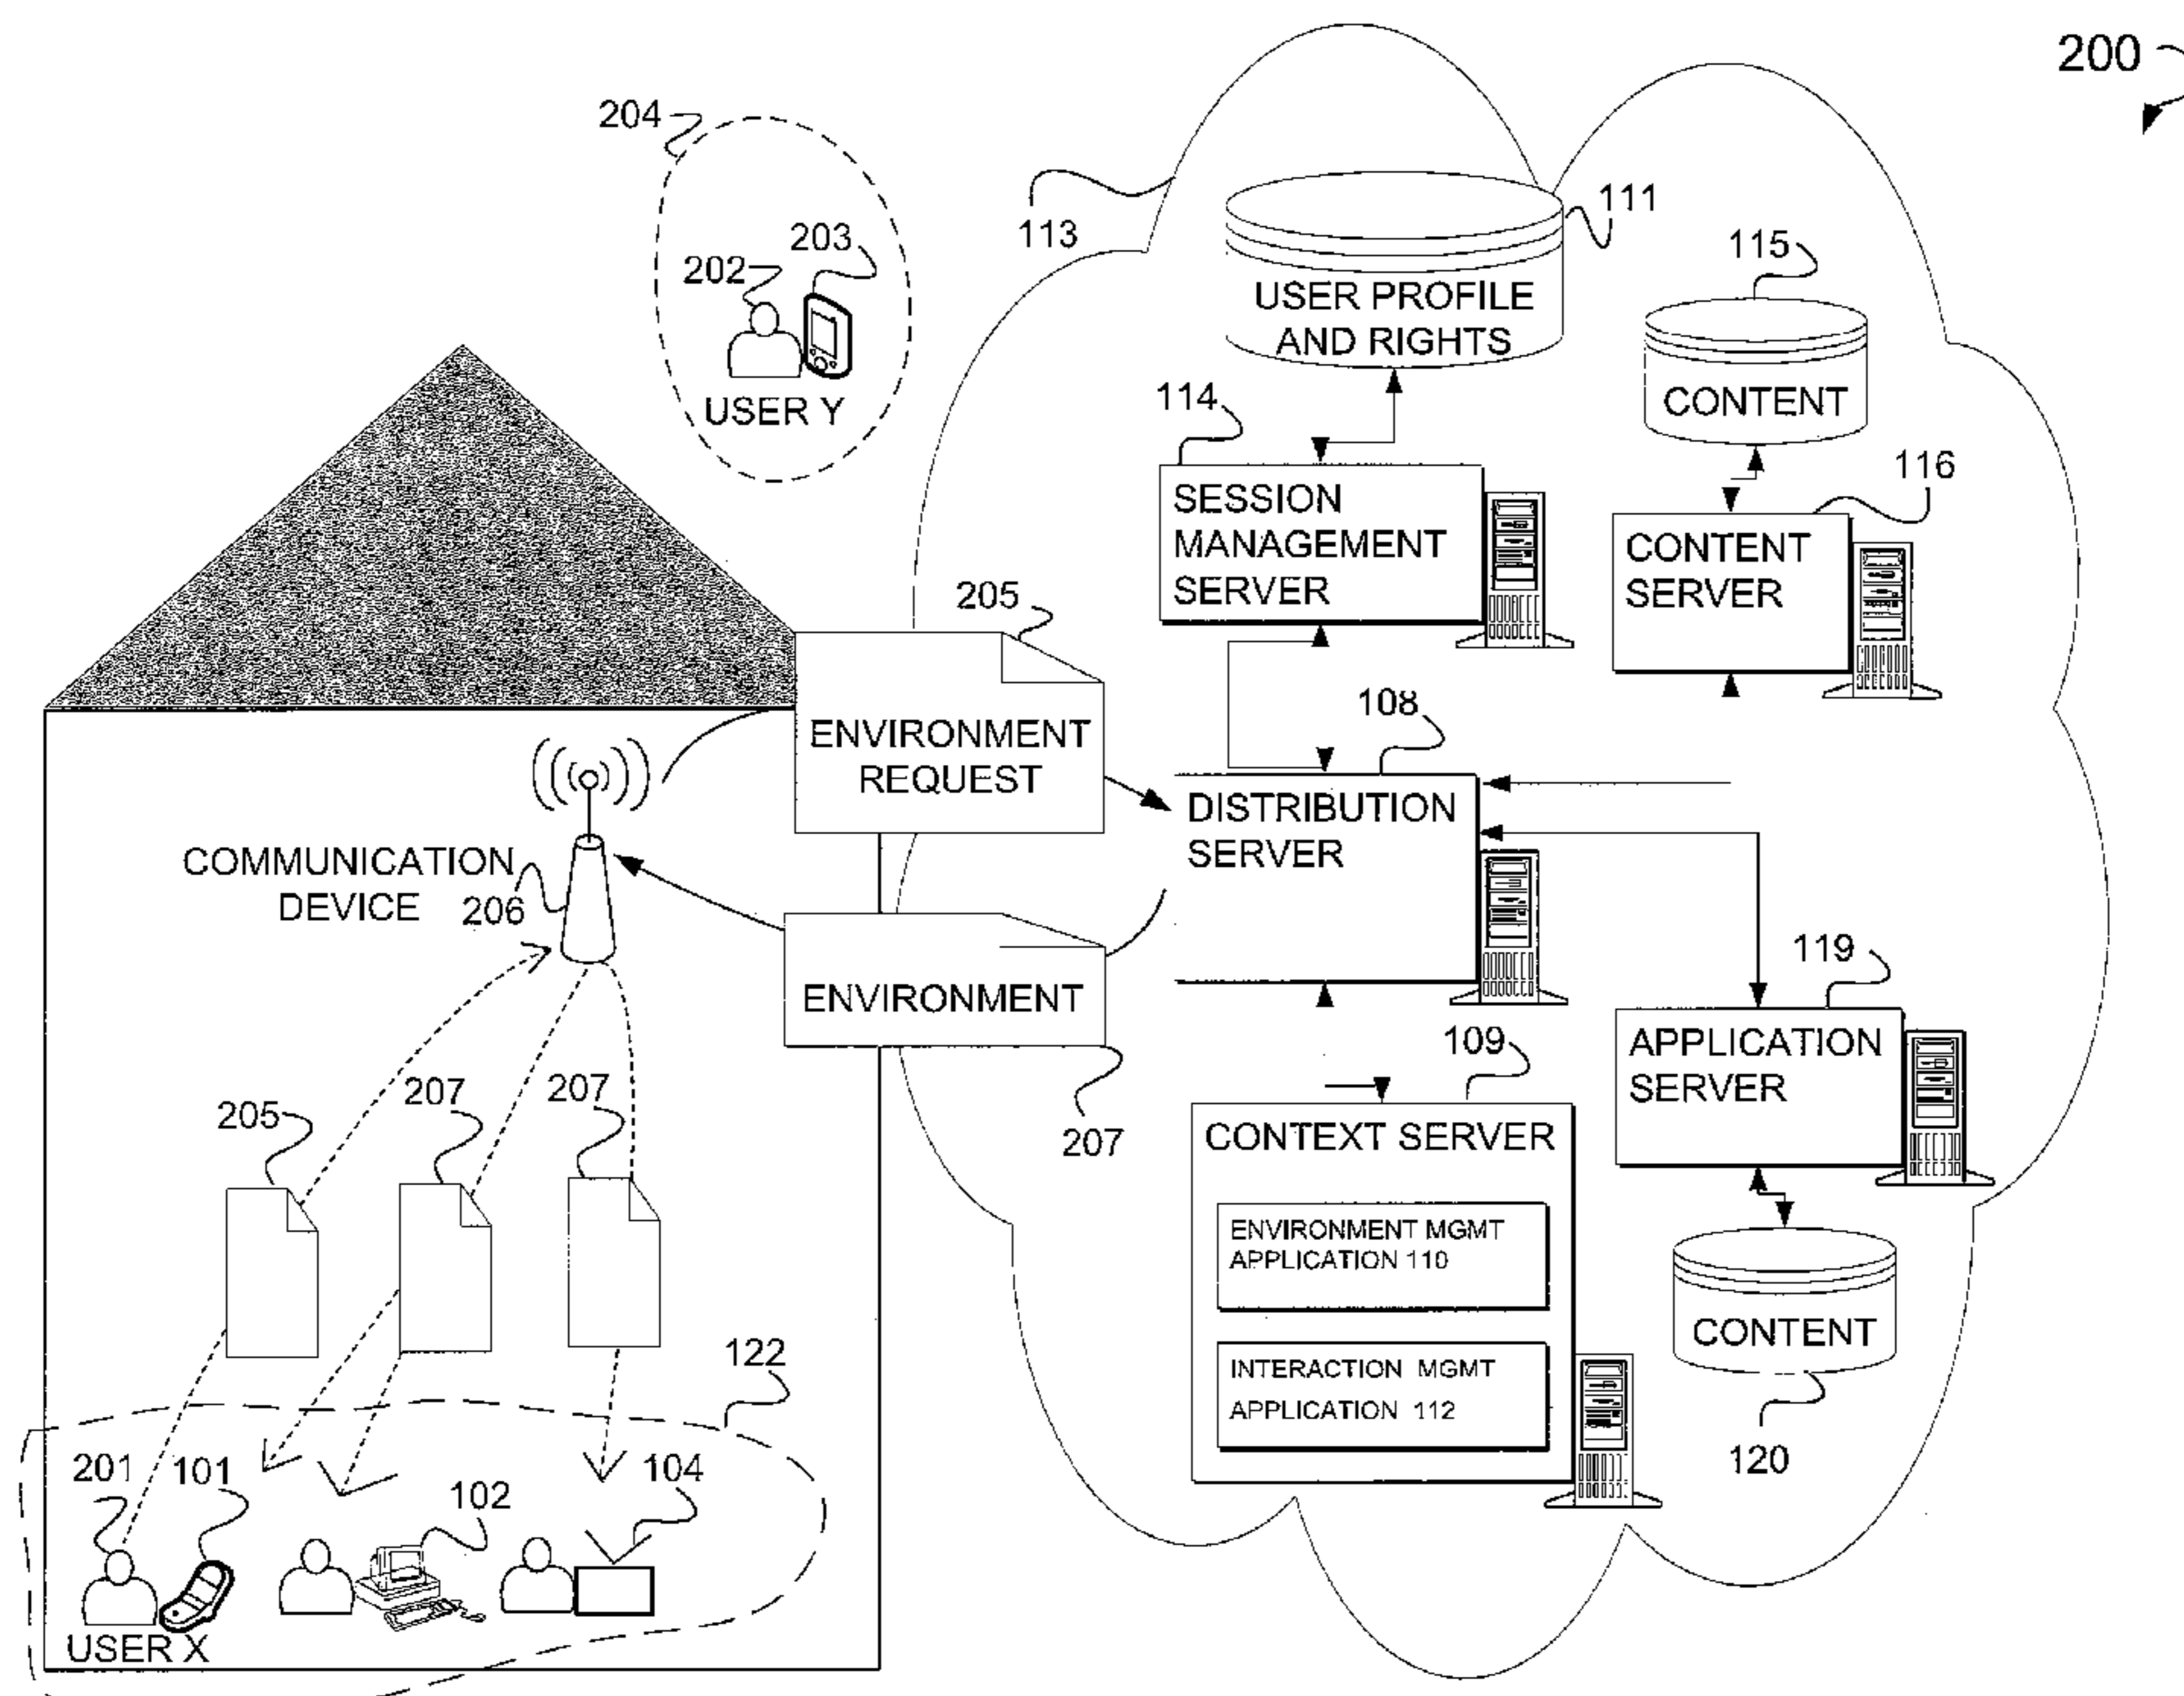 200
204
113
111
USER PROFILE
AND RIGHTS
115
CONTENT
202
203
USER Y
114
SESSION
MANAGEMENT
SERVER
116
CONTENT
SERVER
205
ENVIRONMENT
REQUEST
108
DISTRIBUTION
SERVER
COMMUNICATION
DEVICE
206
ENVIRONMENT
207
119
APPLICATION
SERVER
109
CONTEXT SERVER
ENVIRONMENT MGMT
APPLICATION 110
INTERACTION MGMT
APPLICATION 112
CONTENT
120
205
207
207
122
201
101
102
104
USER X